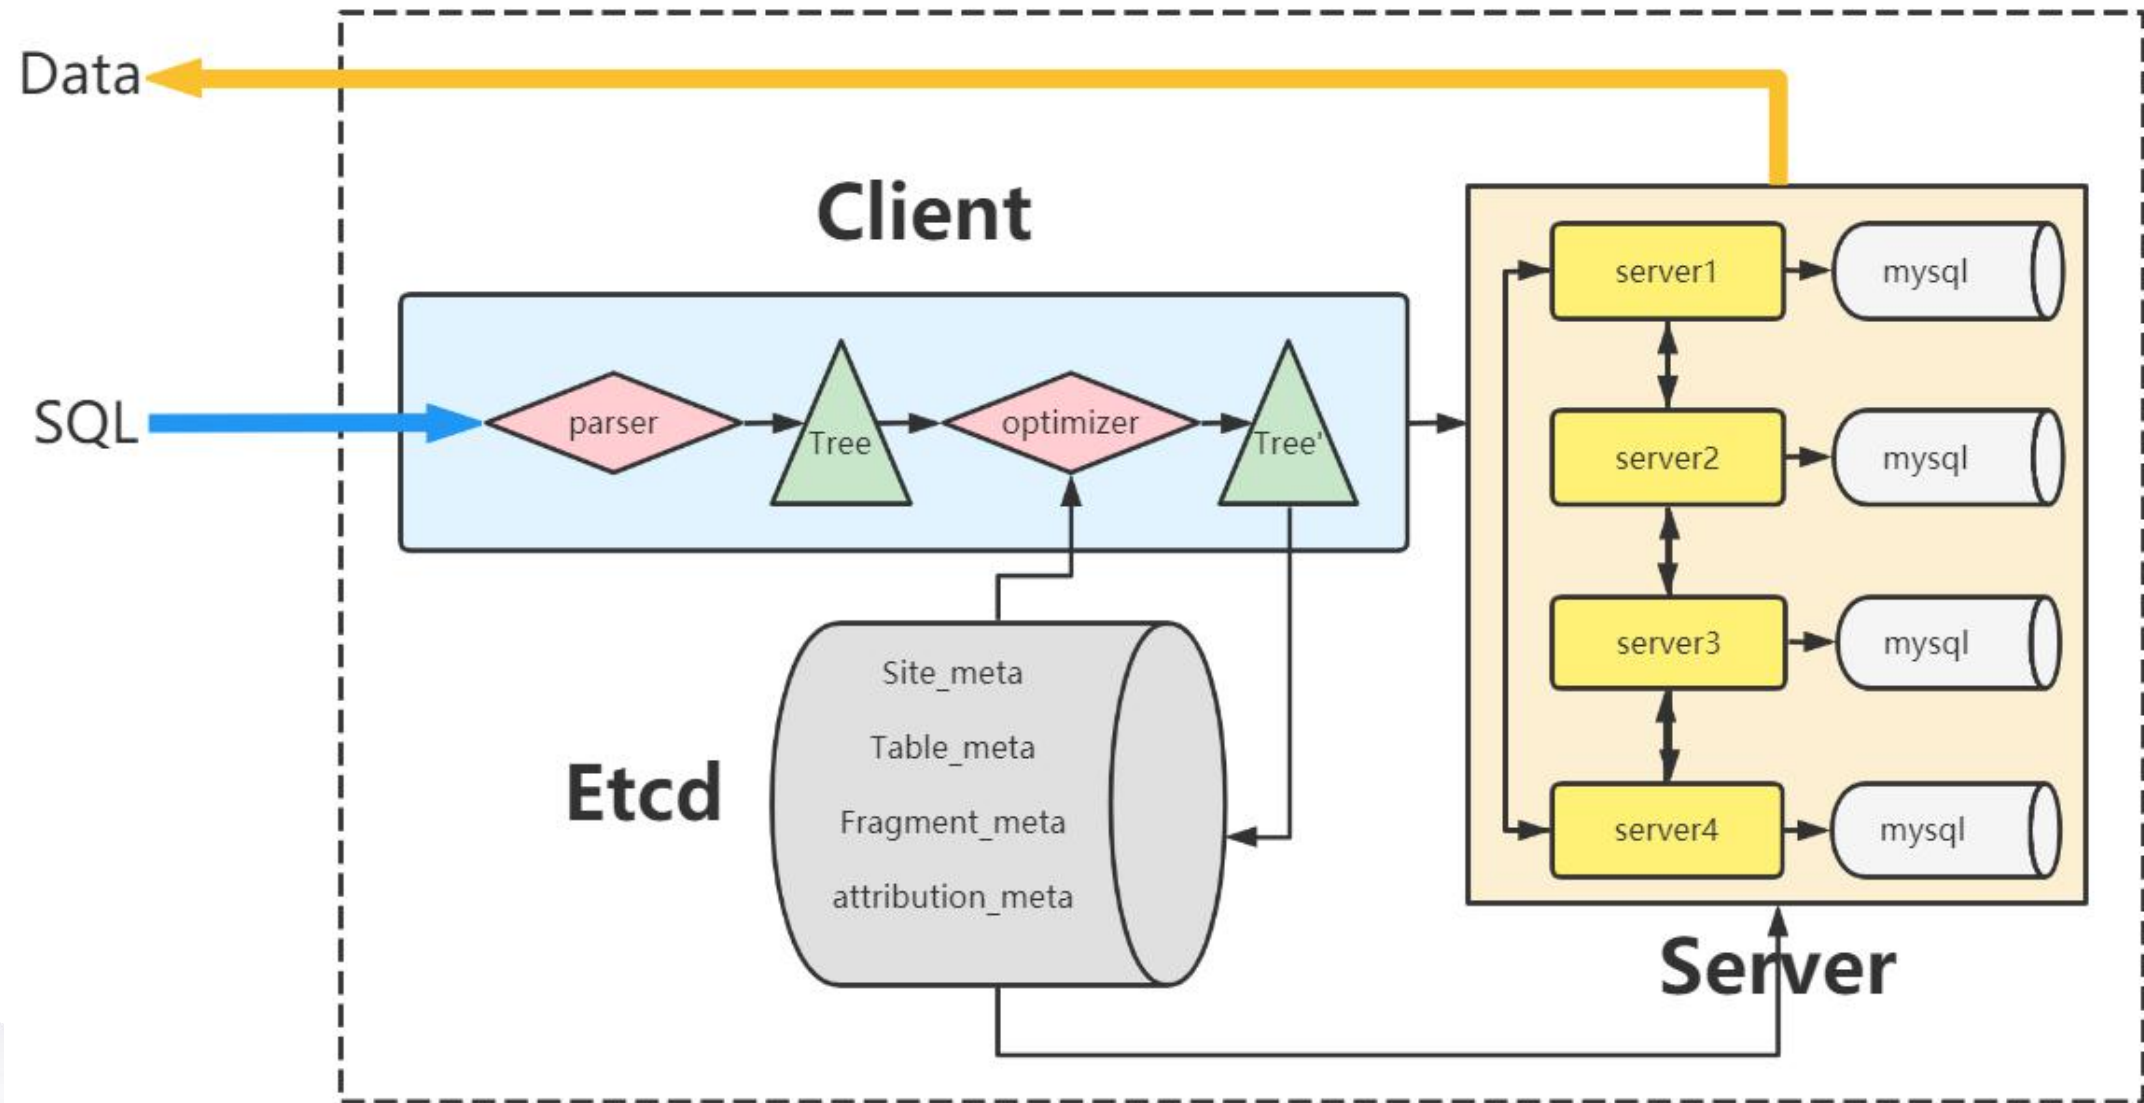 Data
Client
server1
mysql
SQL
parser
Tree
optimizer
Tree'
server2
mysql
server3
mysql
Etcd
Site_meta
Table_meta
Fragment_meta
attribution_meta
server4
mysql
Server